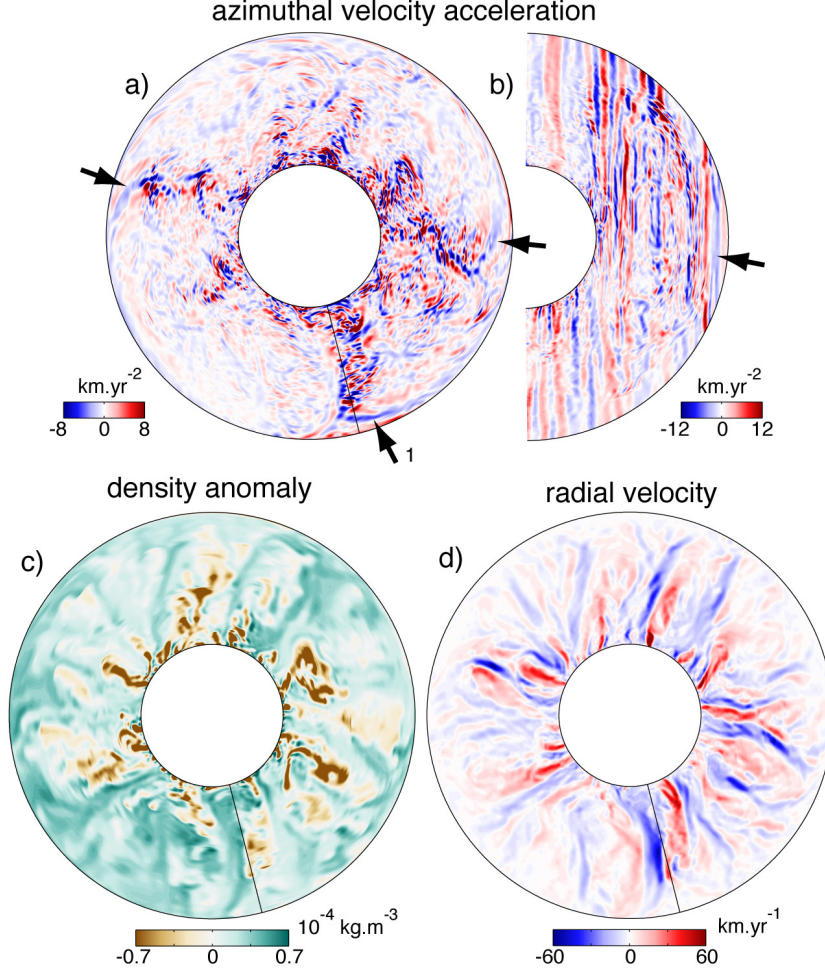 azimuthal velocity acceleration
a)
b)
km.yr-2
-8 0 8
1
km.yr-2
-12 0 12
density anomaly
radial velocity
c)
d)
10-4 kg.m-3
-0.7 0 0.7
km.yr-1
-60 0 60